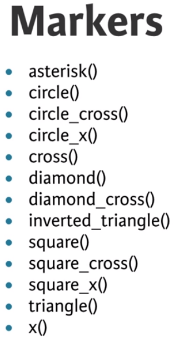 Markers
• asterisk()
• circle()
• circle_cross()
• circle_x()
• cross()
• diamond()
• diamond_cross()
• inverted_triangle()
• square()
• square_cross()
• square_x()
• triangle()
• x()